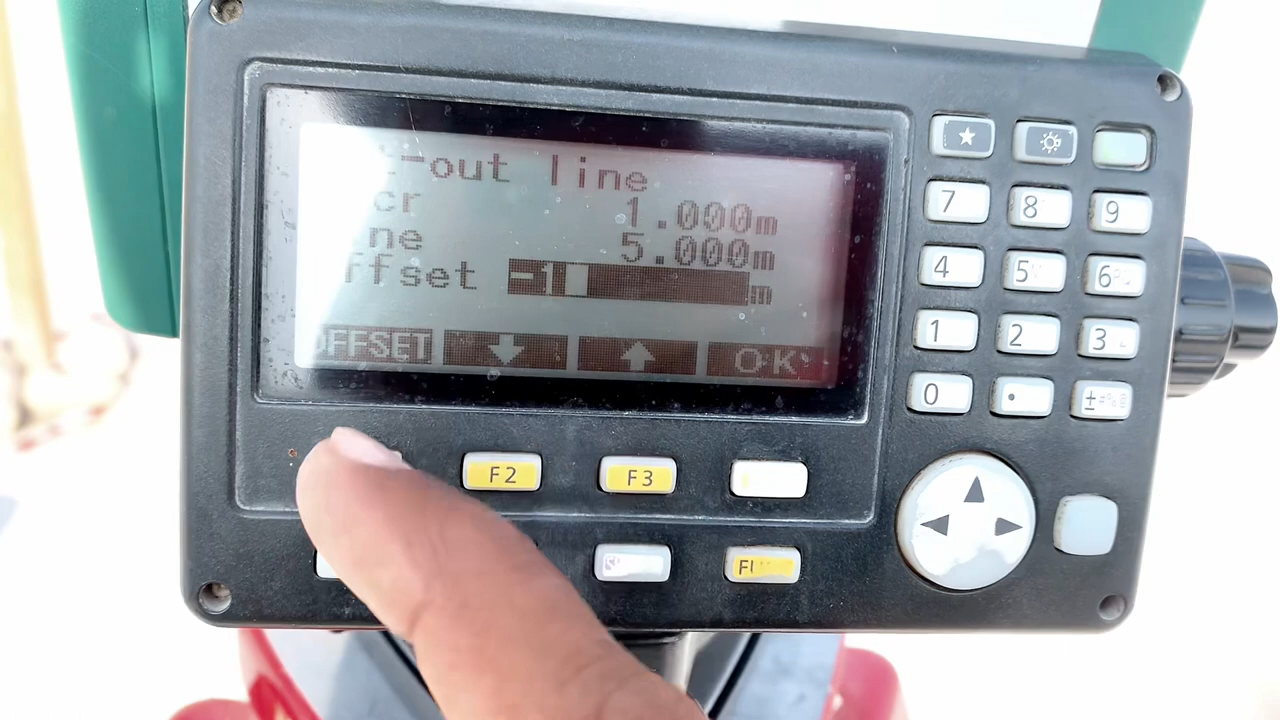 -out line
cr 1.000m
ne 5.000m
ffset -1 m
OFFSET OK
7 8 9
4 5 6
1 2 3
0 . ±
F2 F3